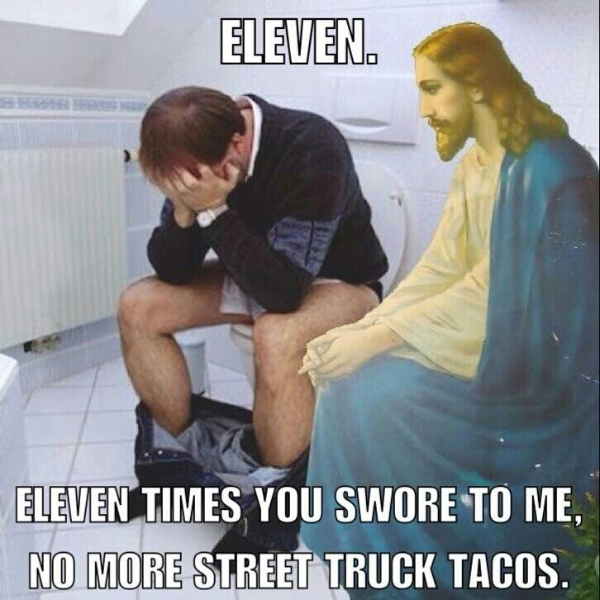 ELEVEN.
ELEVEN TIMES YOU SWORE TO ME,
NO MORE STREET TRUCK TACOS.